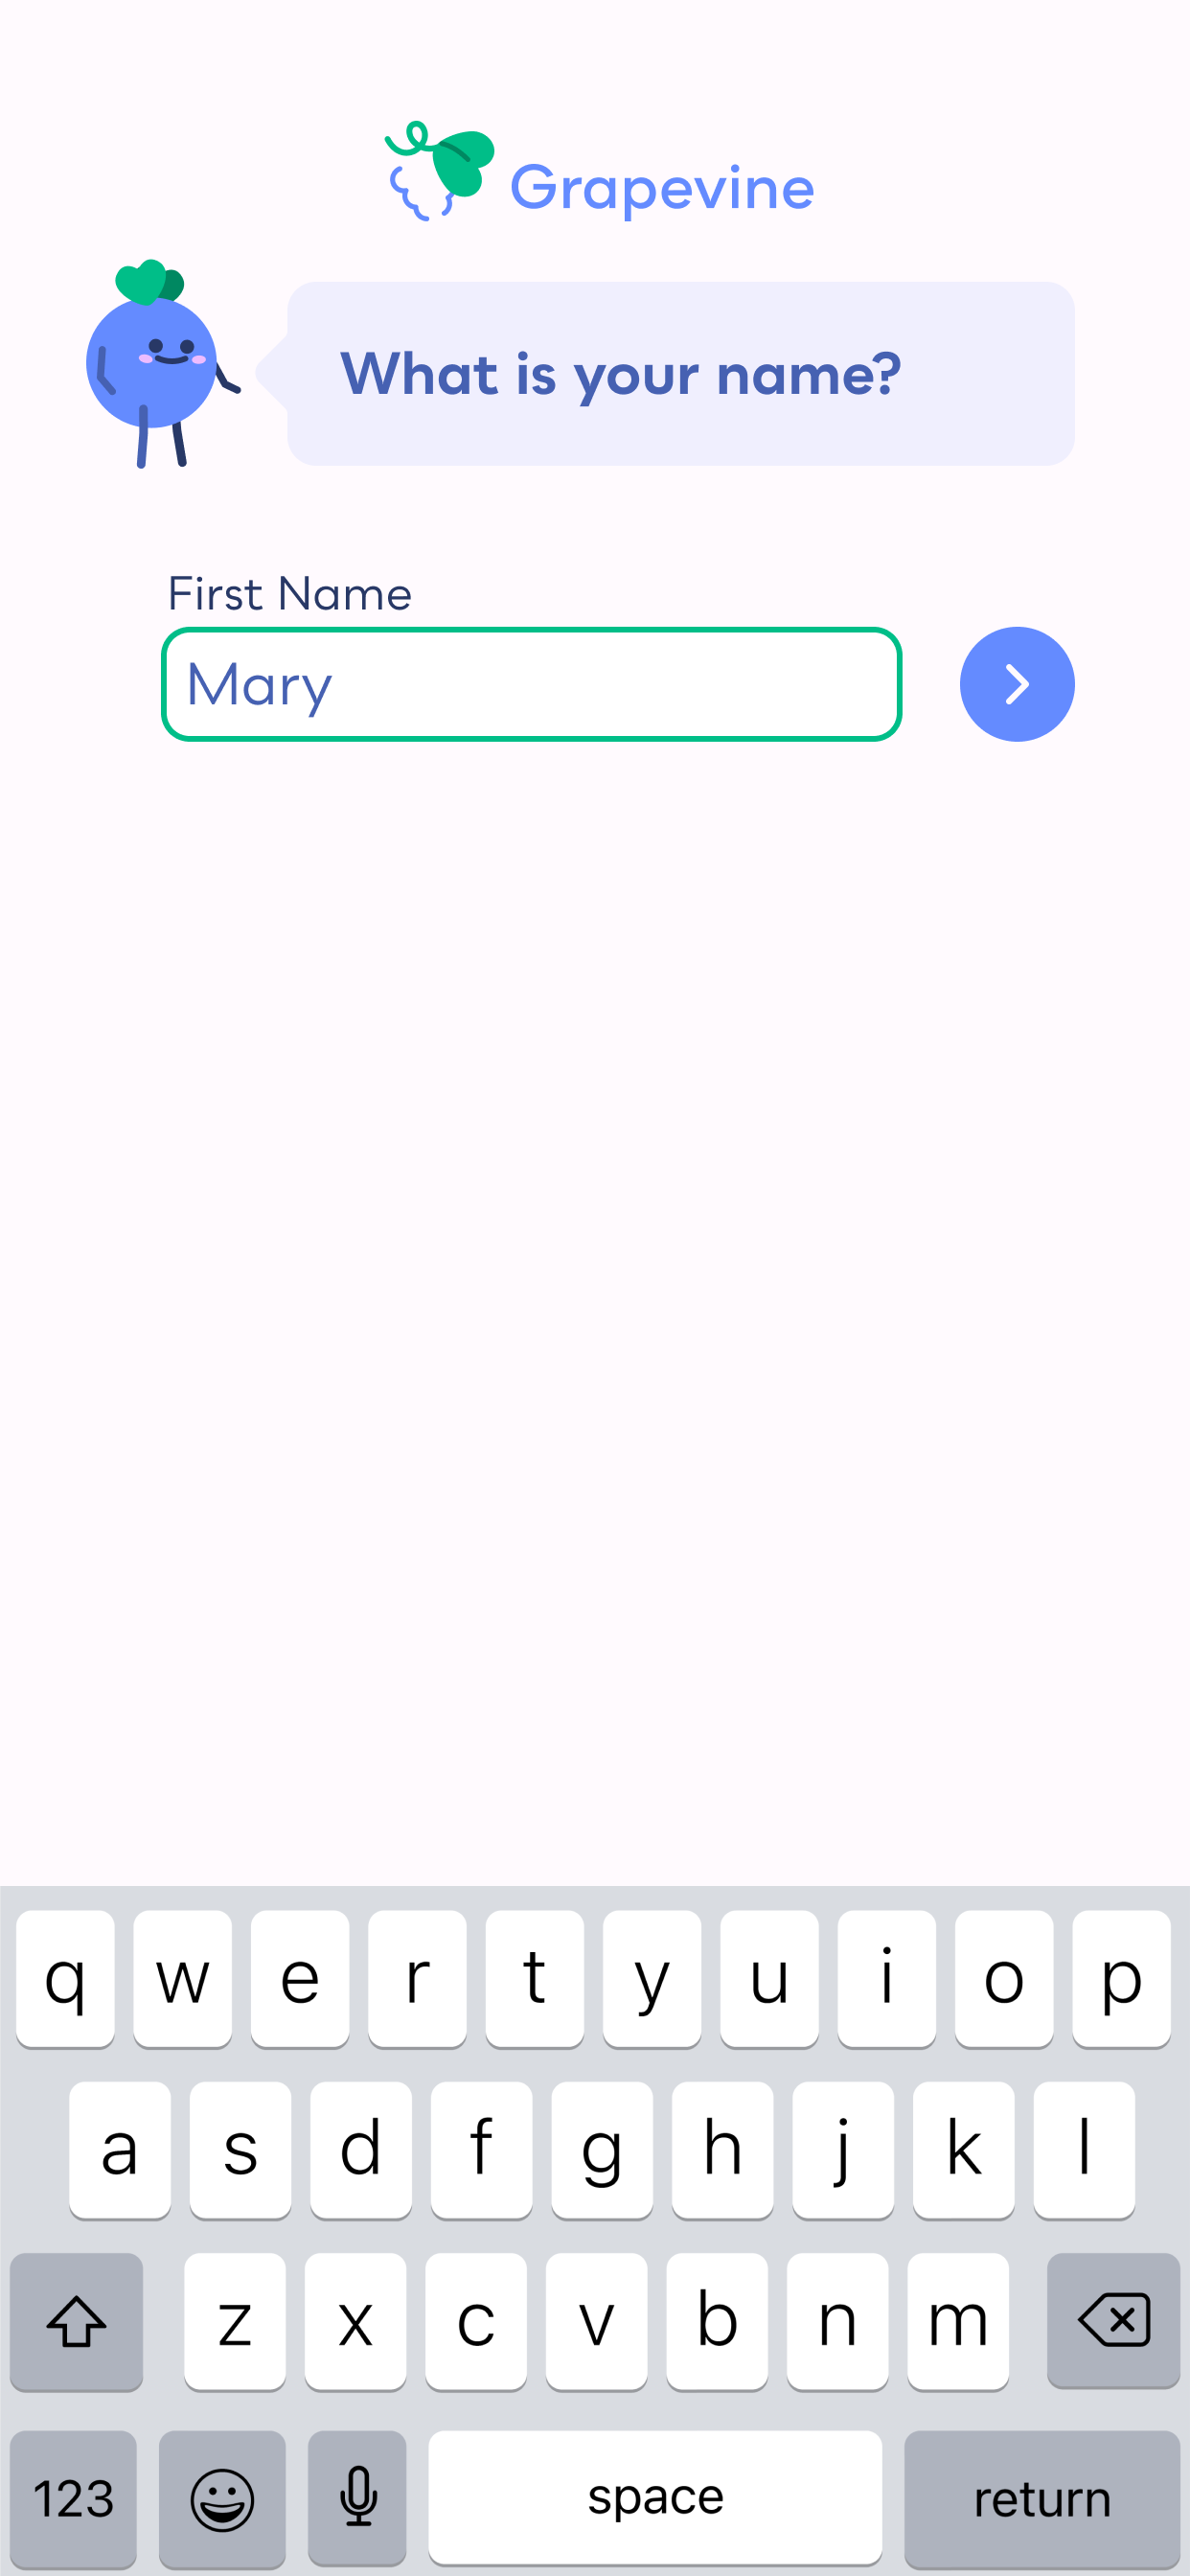 Grapevine
What is your name?
First Name
Mary
q w e r t y u i o p
a s d f g h j k l
z x c v b n m
123 space return